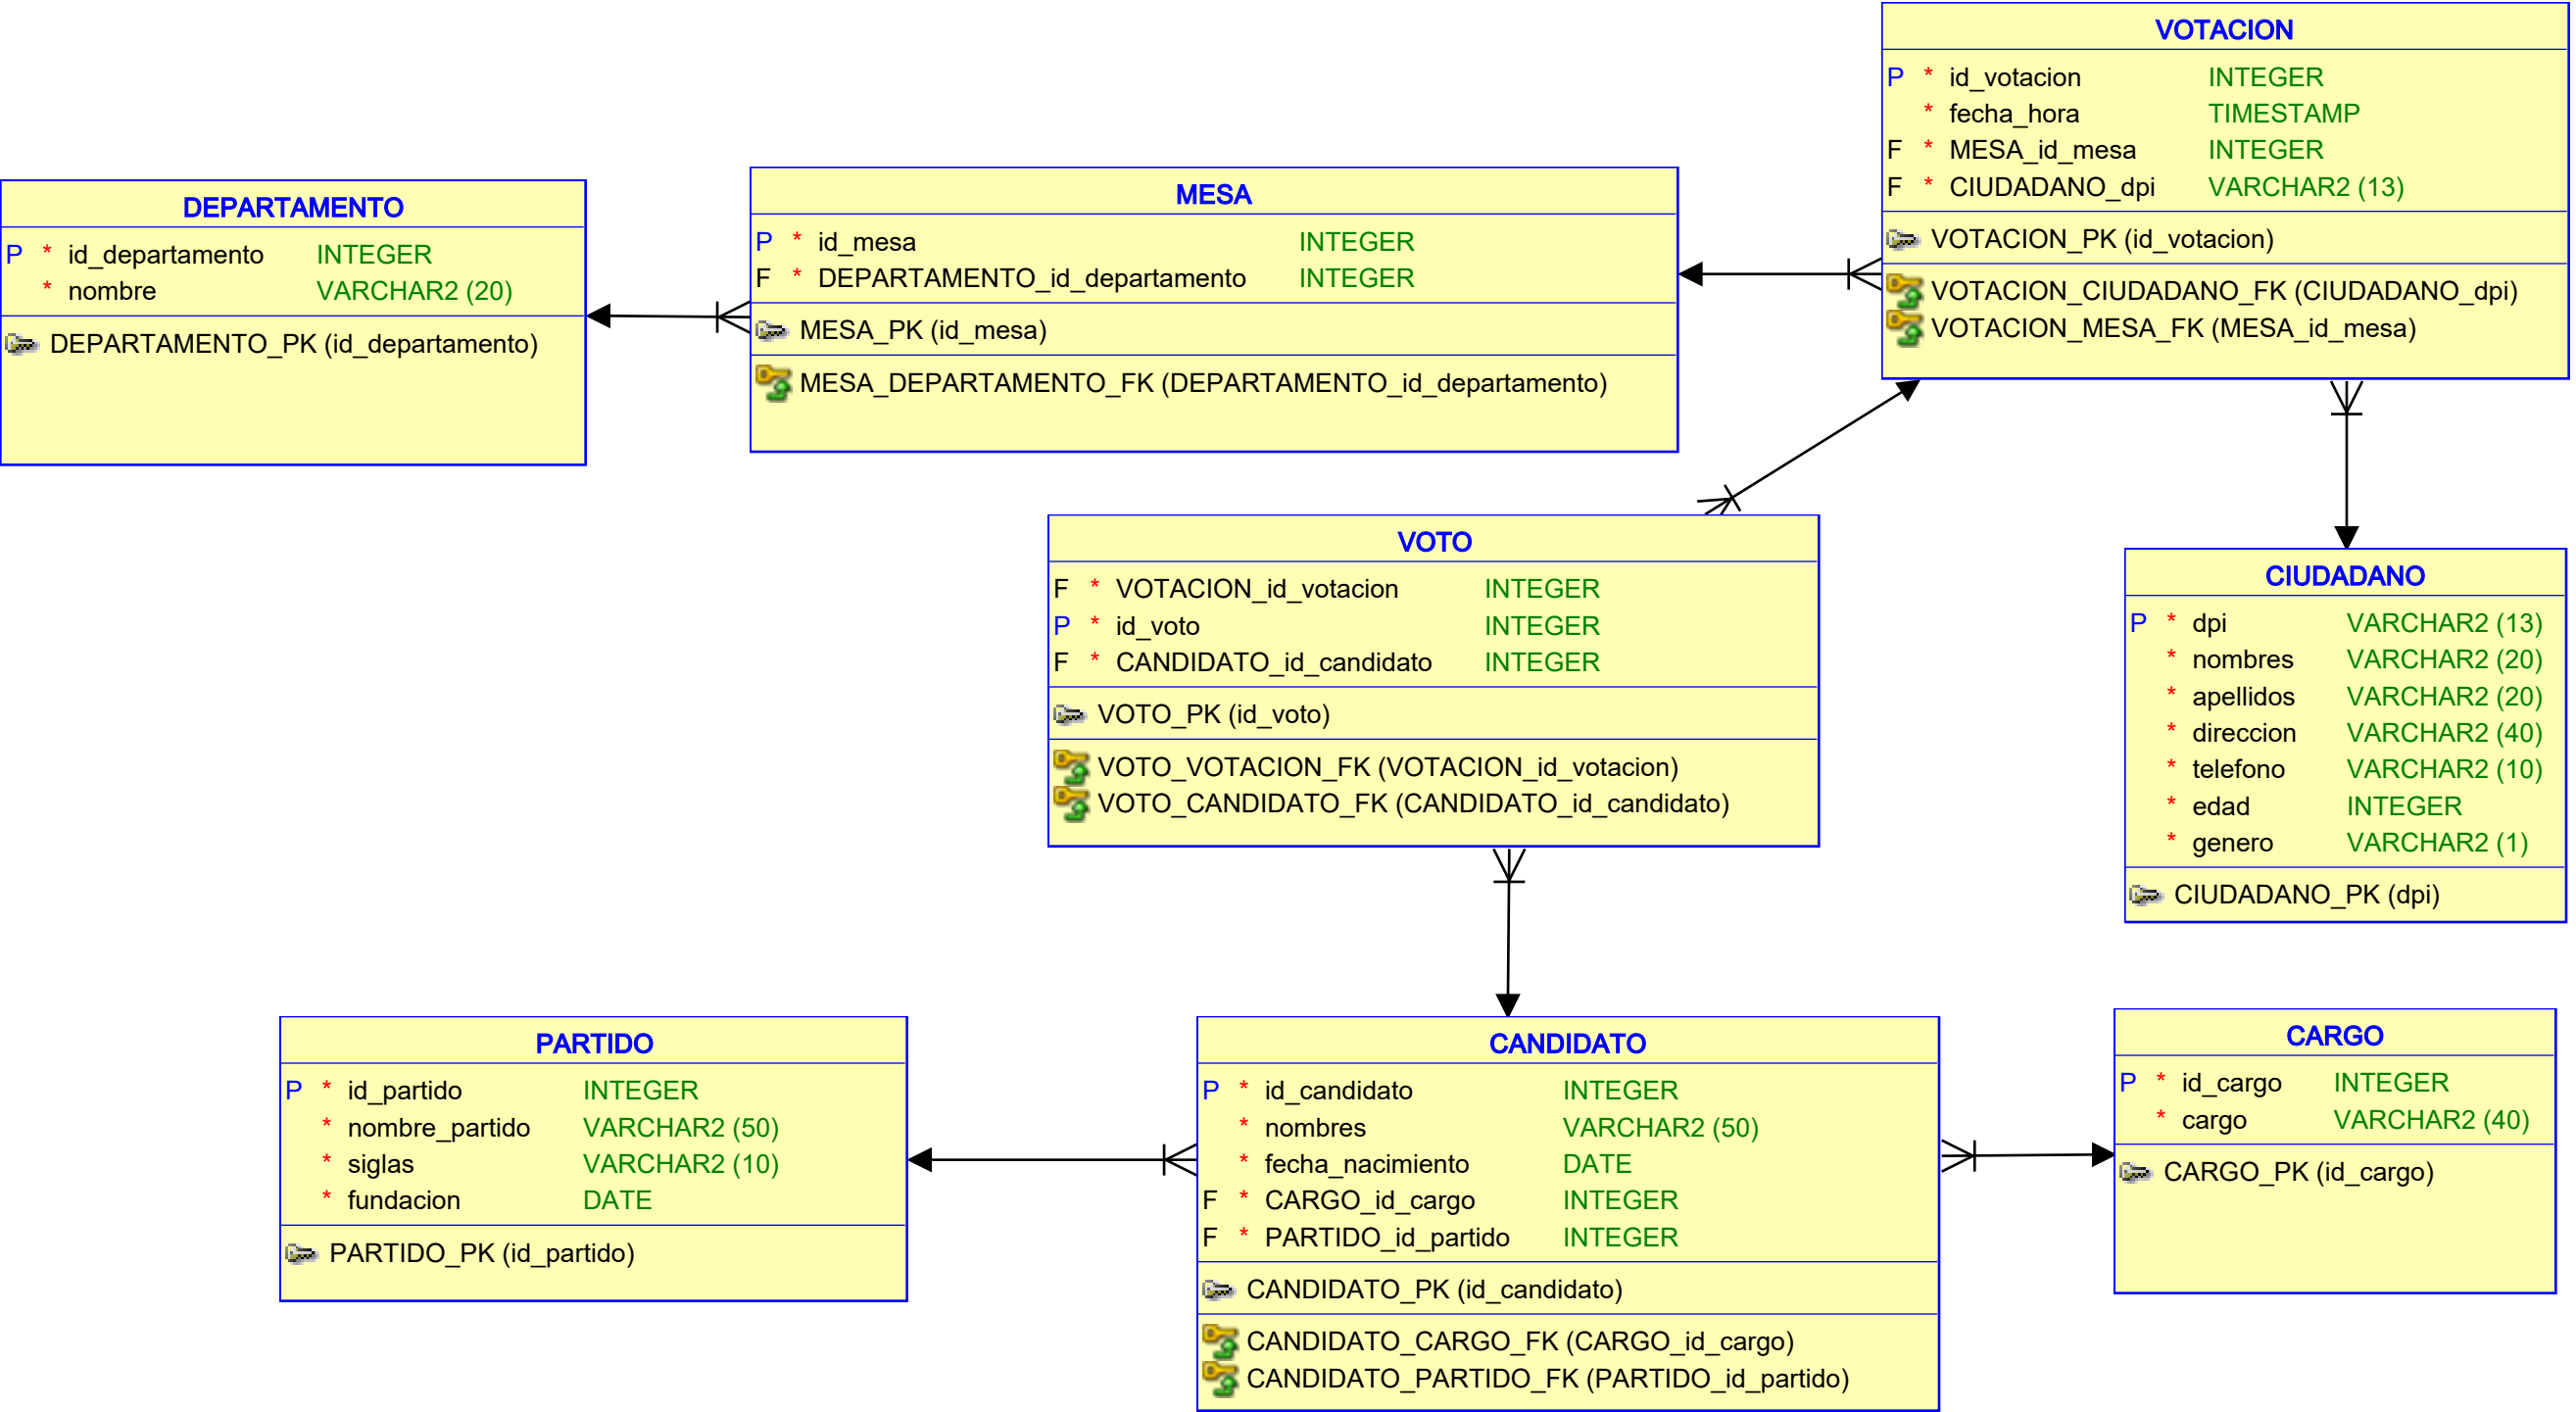 VOTACION
P * id_votacion INTEGER
* fecha_hora TIMESTAMP
F * MESA_id_mesa INTEGER
F * CIUDADANO_dpi VARCHAR2 (13)
VOTACION_PK (id_votacion)
VOTACION_CIUDADANO_FK (CIUDADANO_dpi)
VOTACION_MESA_FK (MESA_id_mesa)
DEPARTAMENTO
P * id_departamento INTEGER
* nombre VARCHAR2 (20)
DEPARTAMENTO_PK (id_departamento)
MESA
P * id_mesa INTEGER
F * DEPARTAMENTO_id_departamento INTEGER
MESA_PK (id_mesa)
MESA_DEPARTAMENTO_FK (DEPARTAMENTO_id_departamento)
VOTO
F * VOTACION_id_votacion INTEGER
P * id_voto INTEGER
F * CANDIDATO_id_candidato INTEGER
VOTO_PK (id_voto)
VOTO_VOTACION_FK (VOTACION_id_votacion)
VOTO_CANDIDATO_FK (CANDIDATO_id_candidato)
CIUDADANO
P * dpi VARCHAR2 (13)
* nombres VARCHAR2 (20)
* apellidos VARCHAR2 (20)
* direccion VARCHAR2 (40)
* telefono VARCHAR2 (10)
* edad INTEGER
* genero VARCHAR2 (1)
CIUDADANO_PK (dpi)
PARTIDO
P * id_partido INTEGER
* nombre_partido VARCHAR2 (50)
* siglas VARCHAR2 (10)
* fundacion DATE
PARTIDO_PK (id_partido)
CANDIDATO
P * id_candidato INTEGER
* nombres VARCHAR2 (50)
* fecha_nacimiento DATE
F * CARGO_id_cargo INTEGER
F * PARTIDO_id_partido INTEGER
CANDIDATO_PK (id_candidato)
CANDIDATO_CARGO_FK (CARGO_id_cargo)
CANDIDATO_PARTIDO_FK (PARTIDO_id_partido)
CARGO
P * id_cargo INTEGER
* cargo VARCHAR2 (40)
CARGO_PK (id_cargo)